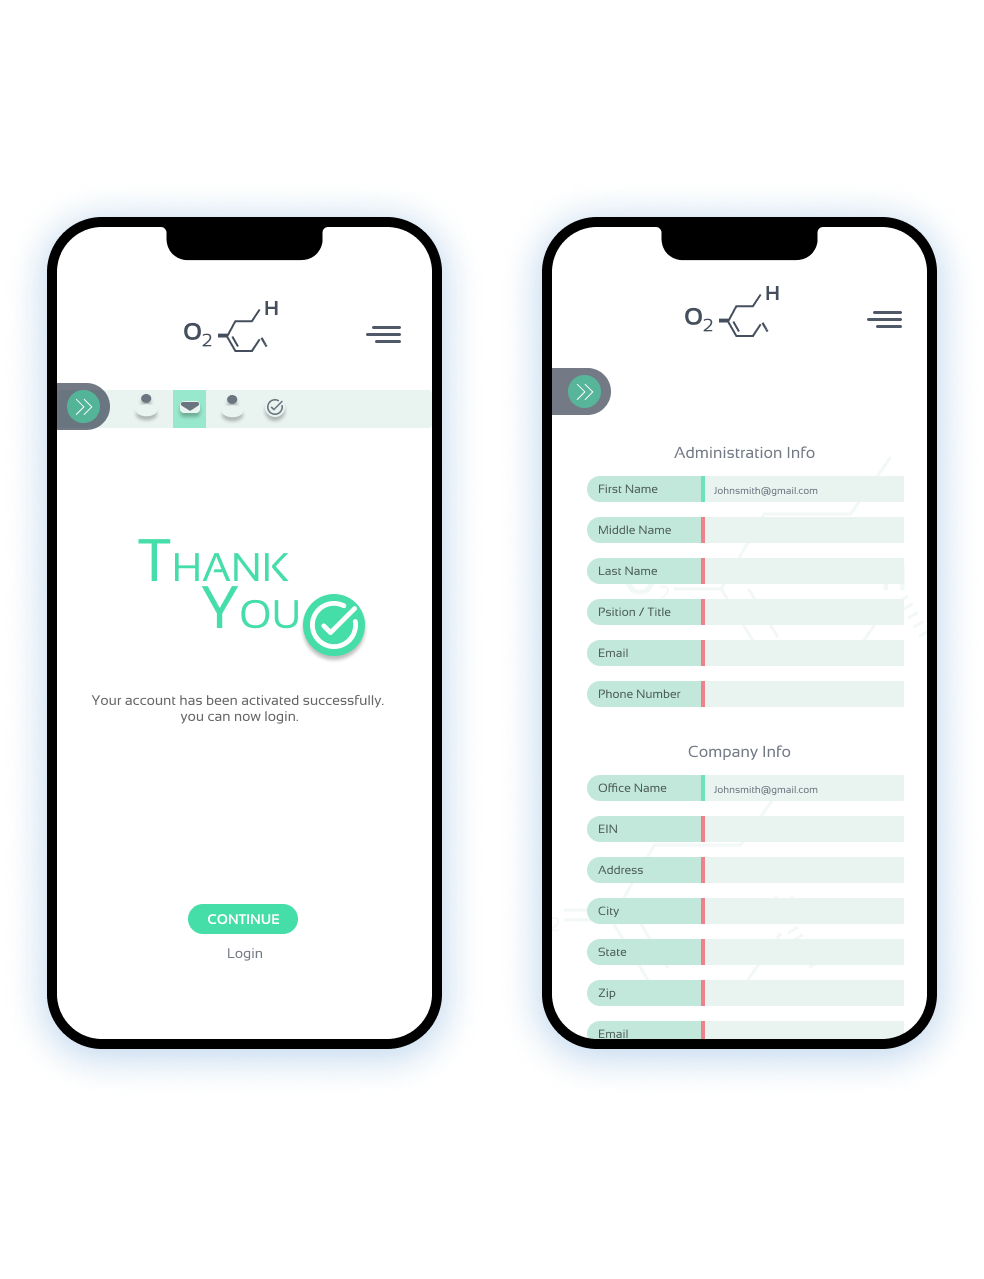 O2 H
THANK
YOU
Your account has been activated successfully.
you can now login.
CONTINUE
Login
O2 H
Administration Info
First Name Johnsmith@gmail.com
Middle Name
Last Name
Psition / Title
Email
Phone Number
Company Info
Office Name Johnsmith@gmail.com
EIN
Address
City
State
Zip
Email